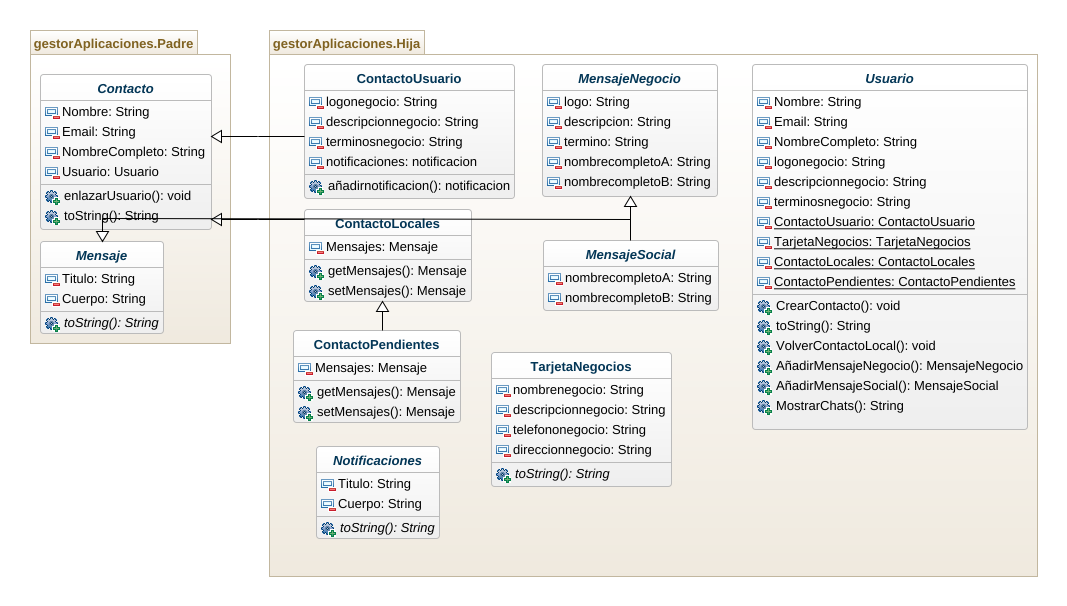 gestorAplicaciones.Padre
Contacto
Nombre: String
Email: String
NombreCompleto: String
Usuario: Usuario
enlazarUsuario(): void
toString(): String
Mensaje
Titulo: String
Cuerpo: String
toString(): String
gestorAplicaciones.Hija
ContactoUsuario
logonegocio: String
descripcionnegocio: String
terminosnegocio: String
notificaciones: notificacion
añadirnotificacion(): notificacion
ContactoLocales
Mensajes: Mensaje
getMensajes(): Mensaje
setMensajes(): Mensaje
ContactoPendientes
Mensajes: Mensaje
getMensajes(): Mensaje
setMensajes(): Mensaje
Notificaciones
Titulo: String
Cuerpo: String
toString(): String
MensajeNegocio
logo: String
descripcion: String
termino: String
nombrecompletoA: String
nombrecompletoB: String
MensajeSocial
nombrecompletoA: String
nombrecompletoB: String
TarjetaNegocios
nombrenegocio: String
descripcionnegocio: String
telefononegocio: String
direccionnegocio: String
toString(): String
Usuario
Nombre: String
Email: String
NombreCompleto: String
logonegocio: String
descripcionnegocio: String
terminosnegocio: String
ContactoUsuario: ContactoUsuario
TarjetaNegocios: TarjetaNegocios
ContactoLocales: ContactoLocales
ContactoPendientes: ContactoPendientes
CrearContacto(): void
toString(): String
VolverContactoLocal(): void
AñadirMensajeNegocio(): MensajeNegocio
AñadirMensajeSocial(): MensajeSocial
MostrarChats(): String